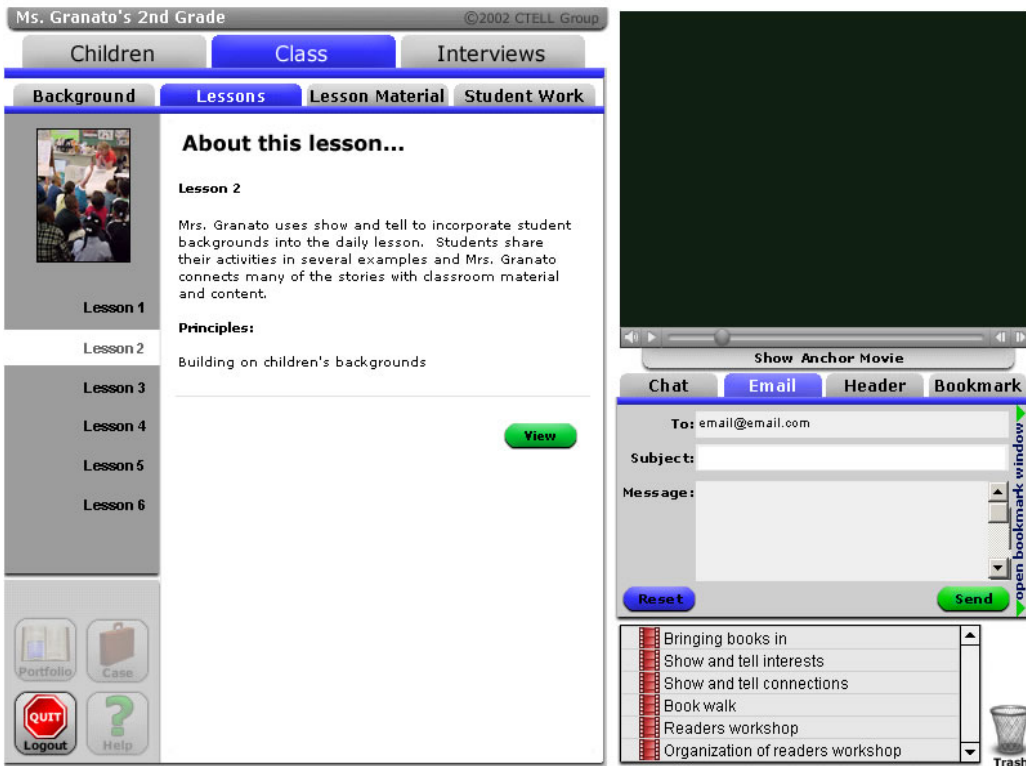 Ms. Granato's 2nd Grade
©2002 CTELL Group
Children
Class
Interviews
Background
Lessons
Lesson Material
Student Work
About this lesson...
Lesson 2
Mrs. Granato uses show and tell to incorporate student
backgrounds into the daily lesson. Students share
their activities in several examples and Mrs. Granato
connects many of the stories with classroom material
and content.
Principles:
Building on children's backgrounds
View
Lesson 1
Lesson 2
Lesson 3
Lesson 4
Lesson 5
Lesson 6
Portfolio
Case
QUIT
Logout
Help
Show Anchor Movie
Chat
Email
Header
Bookmark
To: email@email.com
Subject:
Message:
open bookmark window
Reset
Send
Bringing books in
Show and tell interests
Show and tell connections
Book walk
Readers workshop
Organization of readers workshop
Trash